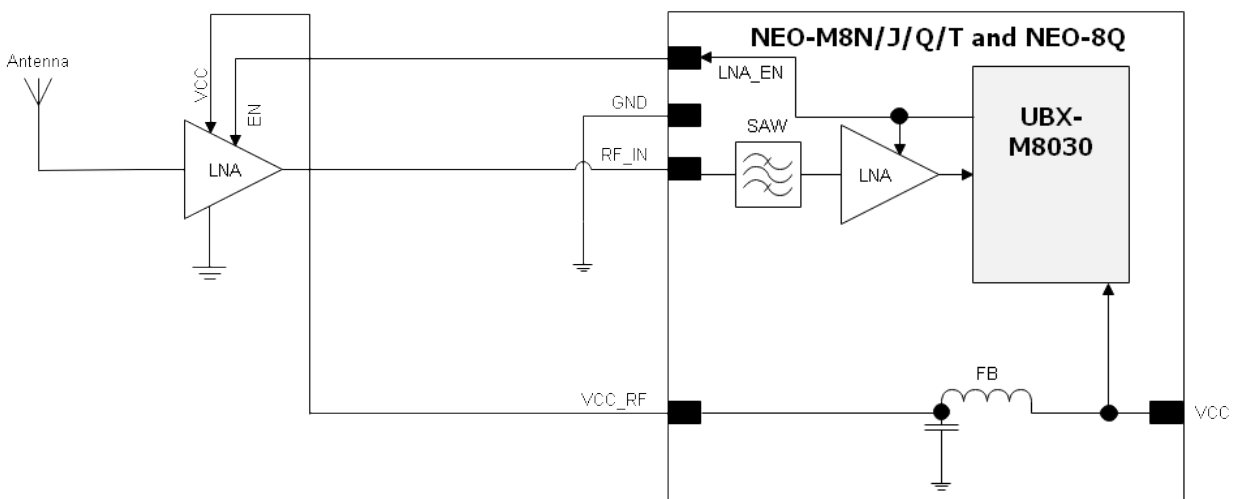 NEO-M8N/J/Q/T and NEO-8Q
Antenna
VCC
EN
LNA
LNA_EN
GND
RF_IN
SAW
LNA
UBX-
M8030
FB
VCC_RF
VCC